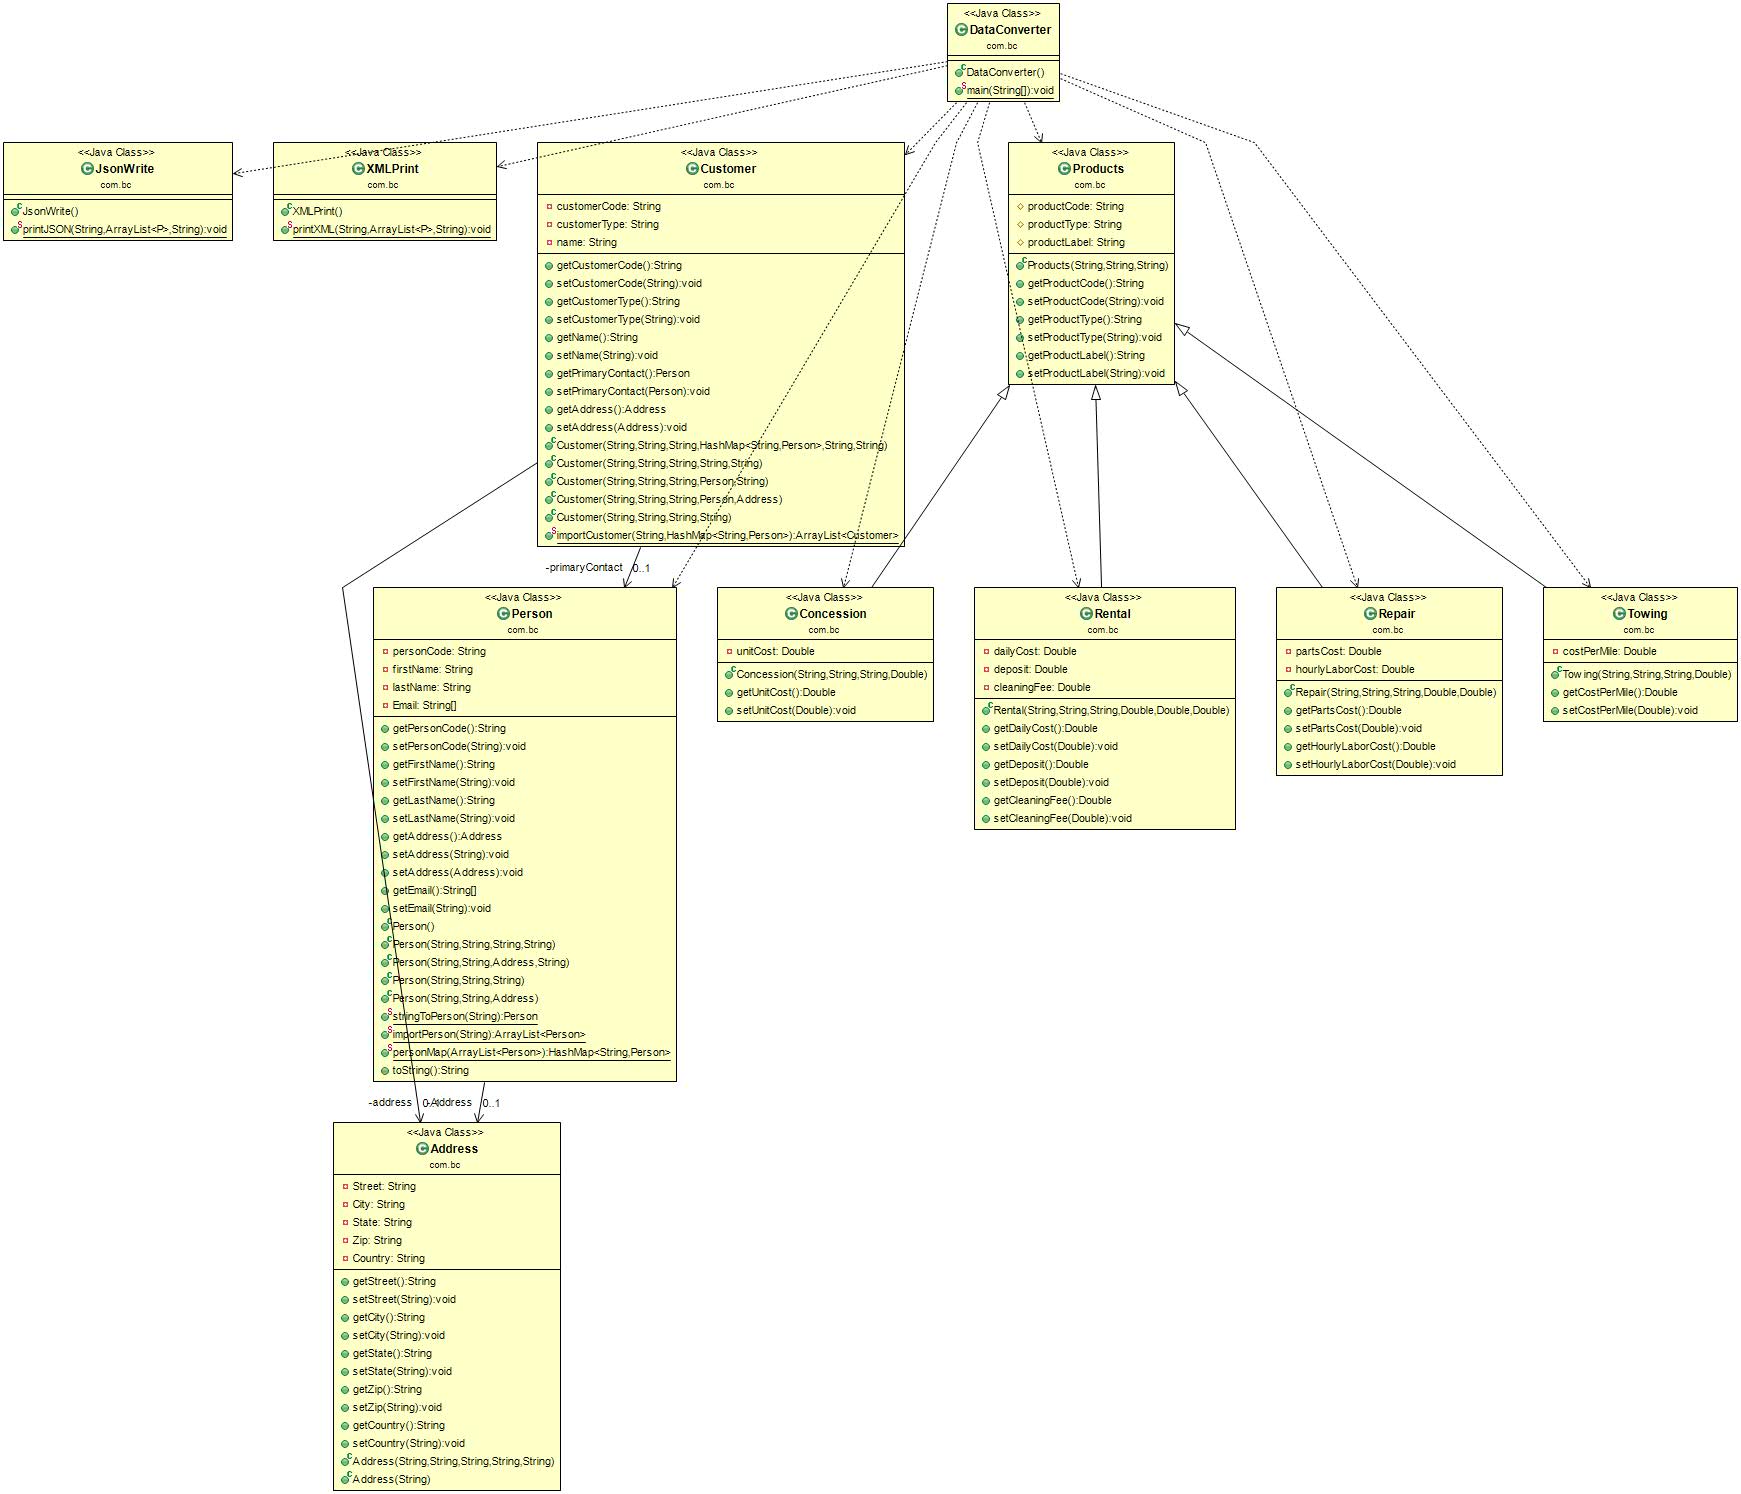 <<Java Class>>
DataConverter
com.bc
DataConverter()
main(String[]):void
<<Java Class>>
JsonWrite
com.bc
JsonWrite()
printJSON(String,ArrayList<P>,String):void
<<Java Class>>
XMLPrint
com.bc
XMLPrint()
printXML(String,ArrayList<P>,String):void
<<Java Class>>
Customer
com.bc
customerCode: String
customerType: String
name: String
getCustomerCode():String
setCustomerCode(String):void
getCustomerType():String
setCustomerType(String):void
getName():String
setName(String):void
getPrimaryContact():Person
setPrimaryContact(Person):void
getAddress():Address
setAddress(Address):void
Customer(String,String,String,HashMap<String,Person>,String,String)
Customer(String,String,String,String,String)
Customer(String,String,String,Person,String)
Customer(String,String,String,Person,Address)
Customer(String,String,String,String)
importCustomer(String,HashMap<String,Person>):ArrayList<Customer>
<<Java Class>>
Products
com.bc
productCode: String
productType: String
productLabel: String
Products(String,String,String)
getProductCode():String
setProductCode(String):void
getProductType():String
setProductType(String):void
getProductLabel():String
setProductLabel(String):void
-primaryContact 0..1
<<Java Class>>
Person
com.bc
personCode: String
firstName: String
lastName: String
Email: String[]
getPersonCode():String
setPersonCode(String):void
getFirstName():String
setFirstName(String):void
getLastName():String
setLastName(String):void
getAddress():Address
setAddress(String):void
setAddress(Address):void
getEmail():String[]
setEmail(String):void
Person()
Person(String,String,String,String)
Person(String,String,Address,String)
Person(String,String,String)
Person(String,String,Address)
stringToPerson(String):Person
importPerson(String):ArrayList<Person>
personMap(ArrayList<Person>):HashMap<String,Person>
toString():String
<<Java Class>>
Concession
com.bc
unitCost: Double
Concession(String,String,String,Double)
getUnitCost():Double
setUnitCost(Double):void
<<Java Class>>
Rental
com.bc
dailyCost: Double
deposit: Double
cleaningFee: Double
Rental(String,String,String,Double,Double,Double)
getDailyCost():Double
setDailyCost(Double):void
getDeposit():Double
setDeposit(Double):void
getCleaningFee():Double
setCleaningFee(Double):void
<<Java Class>>
Repair
com.bc
partsCost: Double
hourlyLaborCost: Double
Repair(String,String,String,Double,Double)
getPartsCost():Double
setPartsCost(Double):void
getHourlyLaborCost():Double
setHourlyLaborCost(Double):void
<<Java Class>>
Towing
com.bc
costPerMile: Double
Towing(String,String,String,Double)
getCostPerMile():Double
setCostPerMile(Double):void
-address 0..1 -Address 0..1
<<Java Class>>
Address
com.bc
Street: String
City: String
State: String
Zip: String
Country: String
getStreet():String
setStreet(String):void
getCity():String
setCity(String):void
getState():String
setState(String):void
getZip():String
setZip(String):void
getCountry():String
setCountry(String):void
Address(String,String,String,String,String)
Address(String)